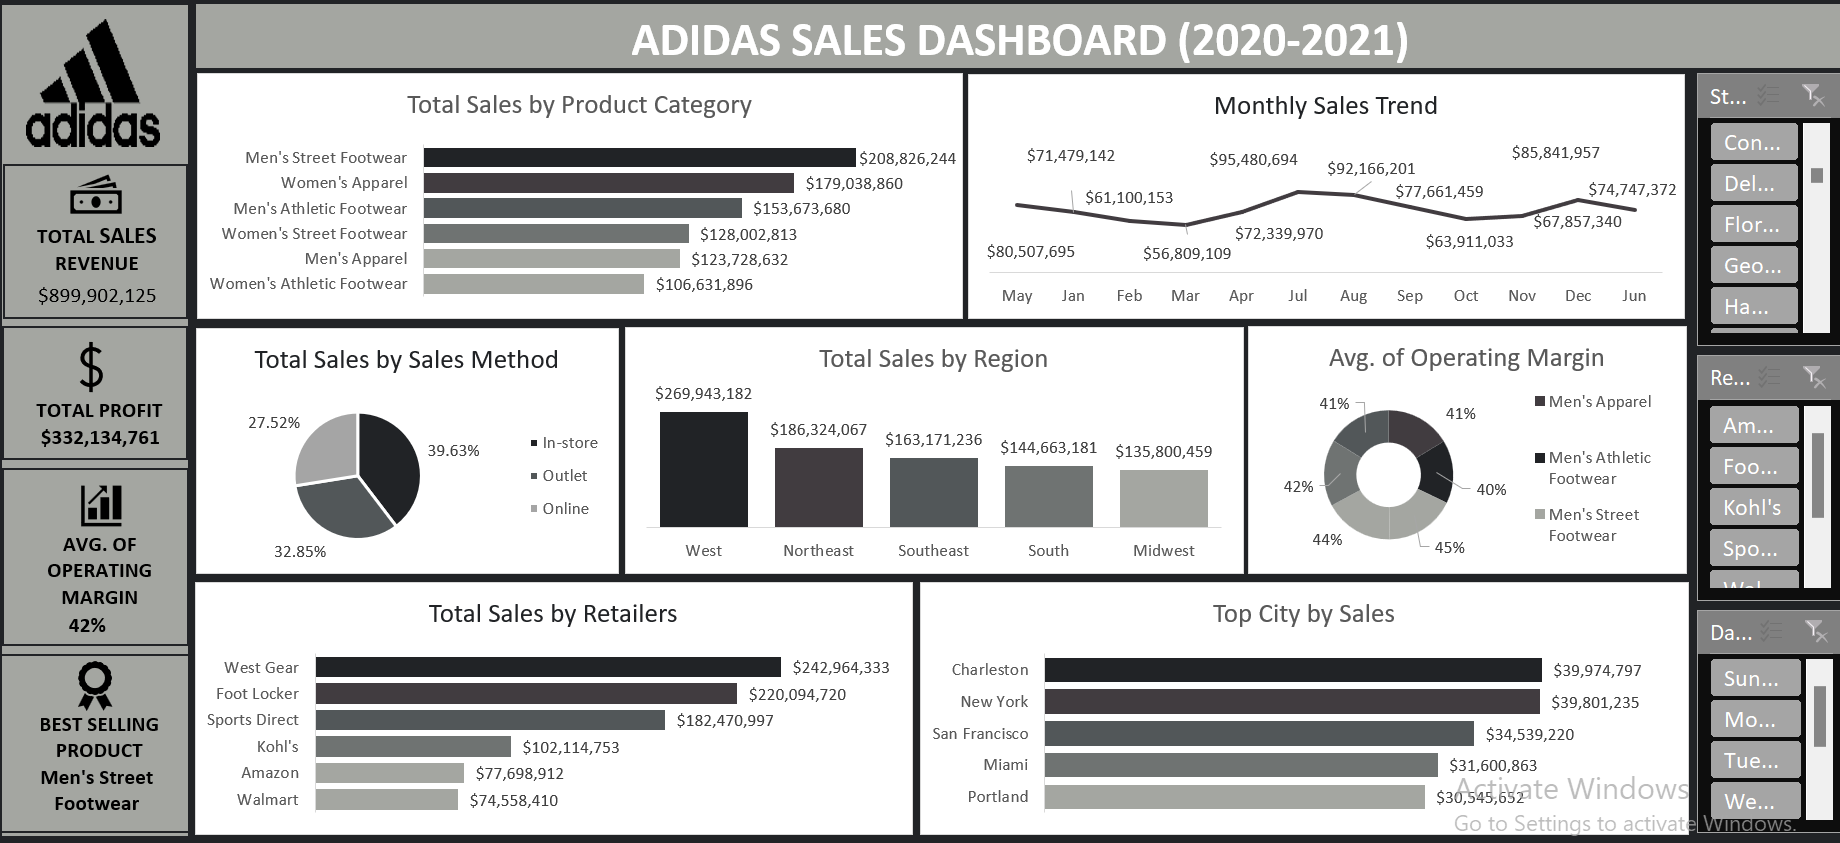 adidas
TOTAL SALES
REVENUE
$899,902,125
TOTAL PROFIT
$332,134,761
AVG. OF
OPERATING
MARGIN
42%
BEST SELLING
PRODUCT
Men's Street
Footwear
ADIDAS SALES DASHBOARD (2020-2021)
Total Sales by Product Category
Men's Street Footwear $208,826,244
Women's Apparel $179,038,860
Men's Athletic Footwear $153,673,680
Women's Street Footwear $128,002,813
Men's Apparel $123,728,632
Women's Athletic Footwear $106,631,896
Monthly Sales Trend
$80,507,695
$71,479,142
$61,100,153
$56,809,109
$72,339,970
$95,480,694
$92,166,201
$77,661,459
$63,911,033
$67,857,340
$85,841,957
$74,747,372
May Jan Feb Mar Apr Jul Aug Sep Oct Nov Dec Jun
Total Sales by Sales Method
27.52%
39.63%
32.85%
In-store
Outlet
Online
Total Sales by Region
$269,943,182
$186,324,067
$163,171,236
$144,663,181
$135,800,459
West Northeast Southeast South Midwest
Avg. of Operating Margin
41%
41%
42%
40%
44%
45%
Men's Apparel
Men's Athletic
Footwear
Men's Street
Footwear
Total Sales by Retailers
West Gear $242,964,333
Foot Locker $220,094,720
Sports Direct $182,470,997
Kohl's $102,114,753
Amazon $77,698,912
Walmart $74,558,410
Top City by Sales
Charleston $39,974,797
New York $39,801,235
San Francisco $34,539,220
Miami $31,600,863
Portland $30,545,652
St...
Con...
Del...
Flor...
Geo...
Ha...
Re...
Am...
Foo...
Kohl's
Spo...
Da...
Sun...
Mo...
Tue...
We...
Activate Windows
Go to Settings to activate Windows.